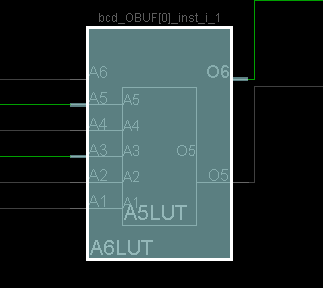 bcd_OBUF[0]_inst_i_1
A6 O6
A5 A5
A4 A4
A3 A3 O5
A2 A2 O5
A1 A1
A5LUT
A6LUT